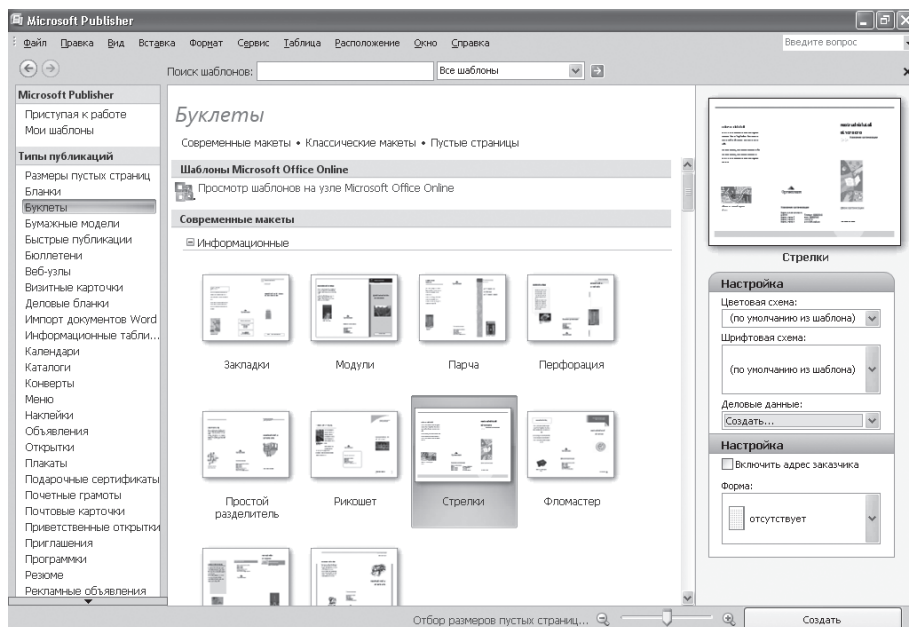 Microsoft Publisher
Файл Правка Вид Вставка Формат Сервис Таблица Расположение Окно Справка
Введите вопрос
Поиск шаблонов:
Все шаблоны
Microsoft Publisher
Приступая к работе
Мои шаблоны
Типы публикаций
Размеры пустых страниц
Бланки
Буклеты
Бумажные модели
Быстрые публикации
Бюллетени
Веб-узлы
Визитные карточки
Деловые бланки
Импорт документов Word
Информационные табли...
Календари
Каталоги
Конверты
Меню
Наклейки
Объявления
Открытки
Плакаты
Подарочные сертификаты
Почетные грамоты
Почтовые карточки
Приветственные открытки
Приглашения
Программки
Резюме
Рекламные объявления
Буклеты
Современные макеты • Классические макеты • Пустые страницы
Шаблоны Microsoft Office Online
Просмотр шаблонов на узле Microsoft Office Online
Современные макеты
Информационные
Закладки
Модули
Парча
Перфорация
Простой
разделитель
Рикошет
Стрелки
Фломастер
Стрелки
Настройка
Цветовая схема:
(по умолчанию из шаблона)
Шрифтовая схема:
(по умолчанию из шаблона)
Деловые данные:
Создать...
Настройка
Включить адрес заказчика
Форма:
отсутствует
Отбор размеров пустых страниц...
Создать